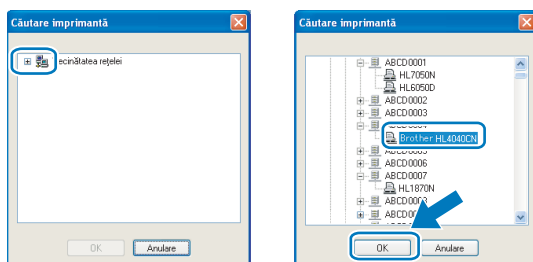 Căutare imprimantă
ecinătatea rețelei
OK Anulare
Căutare imprimantă
ABCD0001
HL7050N
HL6050D
ABCD0002
ABCD0003
Brother HL4040CN
ABCD0006
ABCD0007
HL1870N
OK Anulare